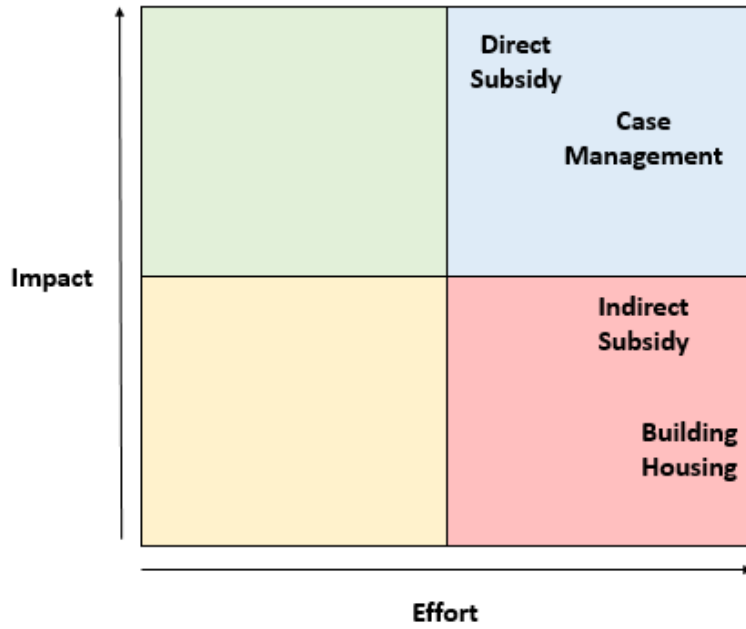 Direct
Subsidy
Case
Management
Impact
Indirect
Subsidy
Building
Housing
Effort